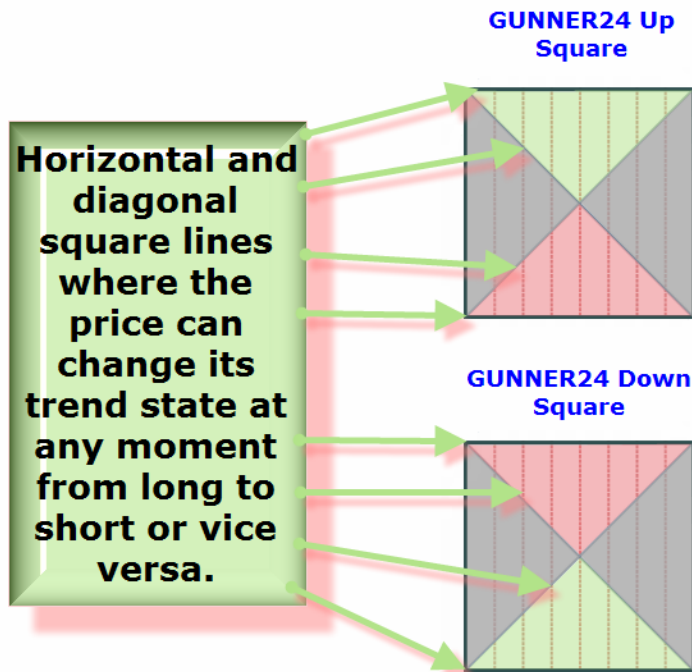 GUNNER24 Up
Square
Horizontal and
diagonal
square lines
where the
price can
change its
trend state at
any moment
from long to
short or vice
versa.
GUNNER24 Down
Square